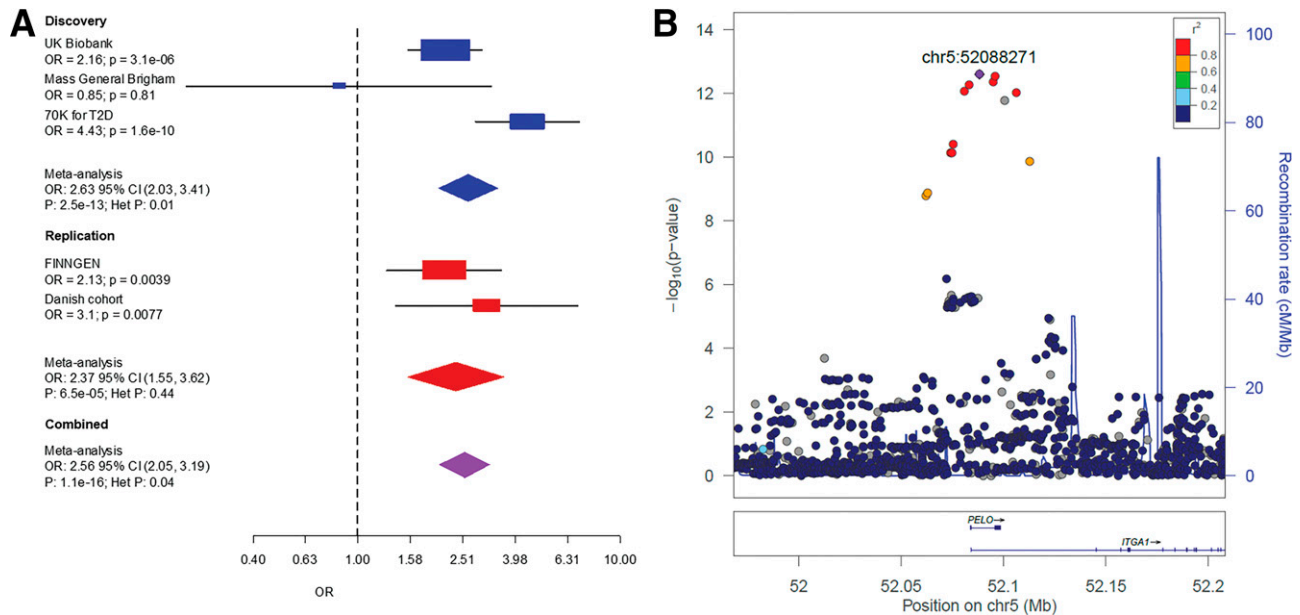 A
Discovery
UK Biobank
OR = 2.16; p = 3.1e-06
Mass General Brigham
OR = 0.85; p = 0.81
70K for T2D
OR = 4.43; p = 1.6e-10
Meta-analysis
OR: 2.63 95% CI (2.03, 3.41)
P: 2.5e-13; Het P: 0.01
Replication
FINNGEN
OR = 2.13; p = 0.0039
Danish cohort
OR = 3.1; p = 0.0077
Meta-analysis
OR: 2.37 95% CI (1.55, 3.62)
P: 6.5e-05; Het P: 0.44
Combined
Meta-analysis
OR: 2.56 95% CI (2.05, 3.19)
P: 1.1e-16; Het P: 0.04
0.40 0.63 1.00 1.58 2.51 3.98 6.31 10.00
OR
B
chr5:52088271
r²
0.8
0.6
0.4
0.2
−log10(p−value)
14
12
10
8
6
4
2
0
Recombination rate (cM/Mb)
100
80
60
40
20
0
PELO→
ITGA1→
52 52.05 52.1 52.15 52.2
Position on chr5 (Mb)